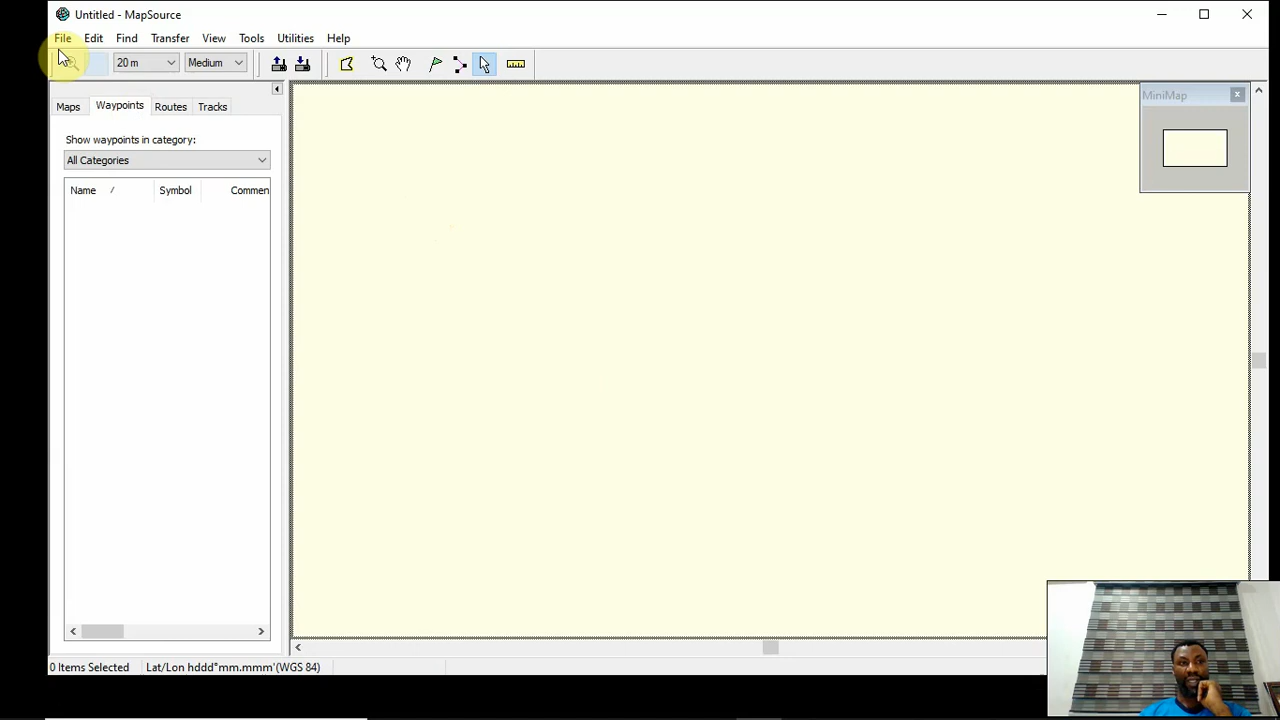 Untitled - MapSource
File Edit Find Transfer View Tools Utilities Help
20 m Medium
Maps Waypoints Routes Tracks
Show waypoints in category:
All Categories
Name / Symbol Commen
MiniMap
0 Items Selected Lat/Lon hddd°mm.mmm'(WGS 84)